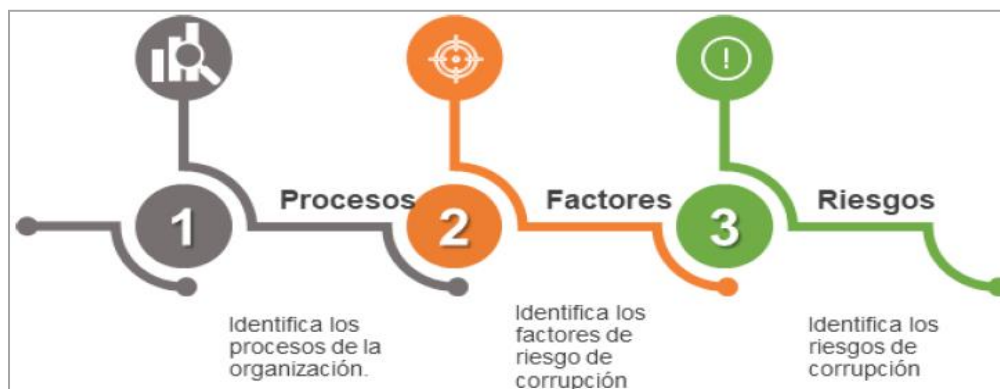 1
Procesos
Identifica los
procesos de la
organización.
2
Factores
Identifica los
factores de
riesgo de
corrupción
3
Riesgos
Identifica los
riesgos de
corrupción